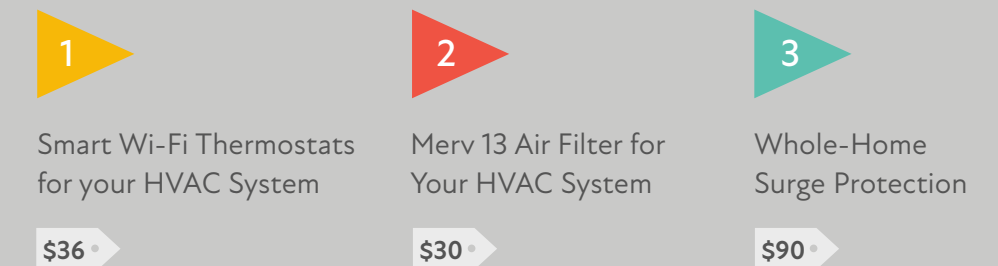 1
Smart Wi-Fi Thermostats
for your HVAC System
$36
2
Merv 13 Air Filter for
Your HVAC System
$30
3
Whole-Home
Surge Protection
$90